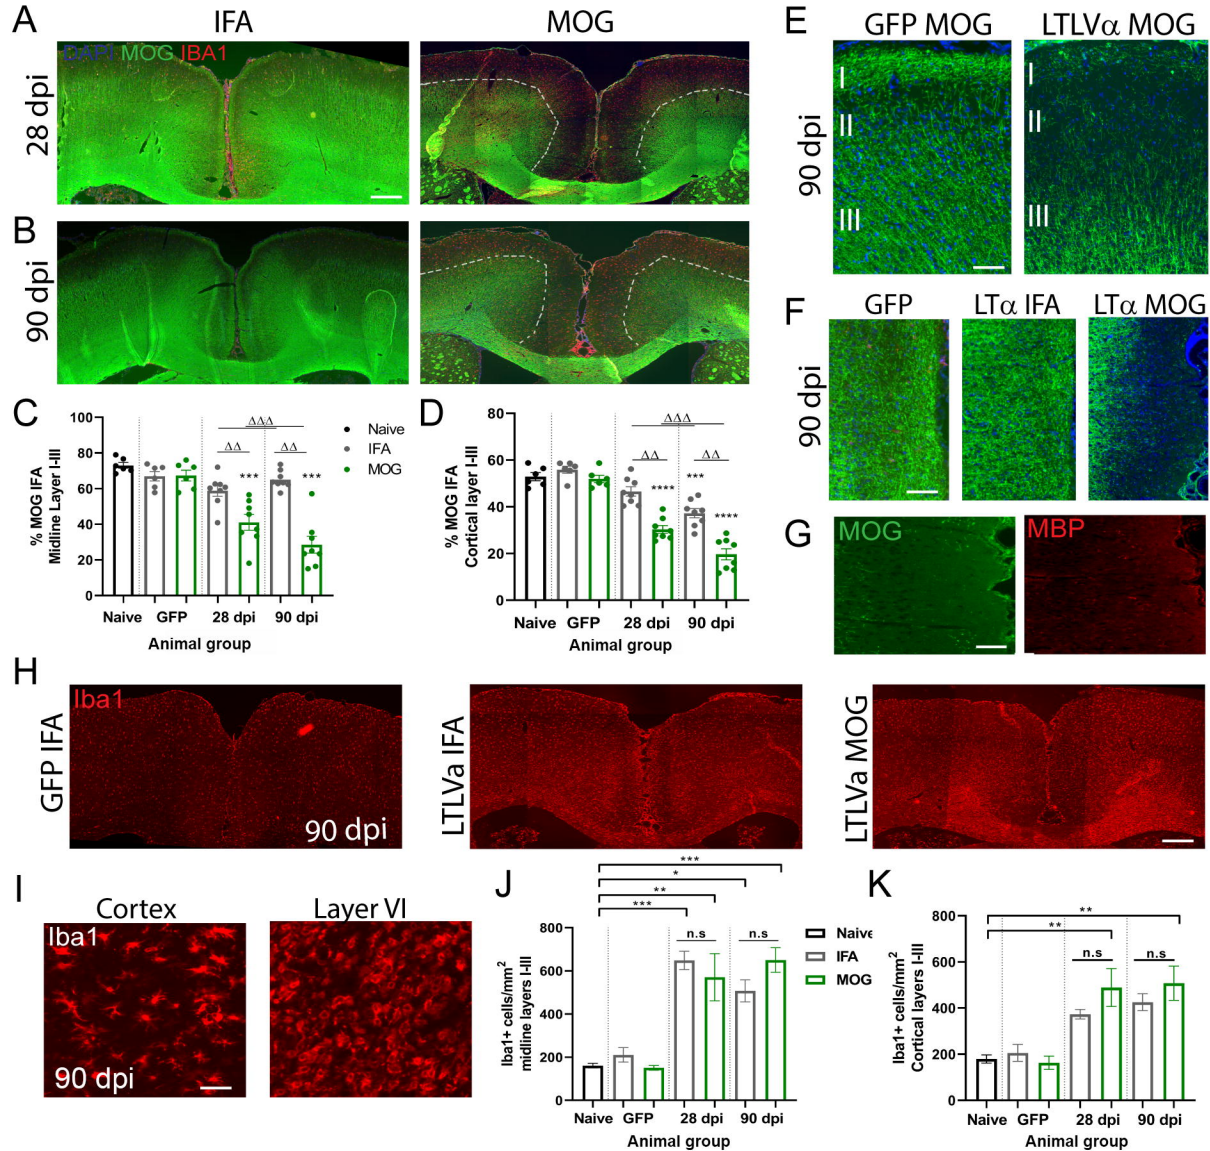 A
IFA
MOG
DAPI MOG IBA1
28 dpi
B
90 dpi
C
% MOG IFA
Midline Layer I-III
100
80
60
40
20
0
ΔΔΔ
ΔΔ
ΔΔ
***
***
Naive
IFA
MOG
Naive GFP 28 dpi 90 dpi
Animal group
D
% MOG IFA
Cortical layer I-III
80
60
40
20
0
ΔΔΔ
ΔΔ
ΔΔ
***
****
****
Naive GFP 28 dpi 90 dpi
Animal group
E
GFP MOG
LTLVα MOG
90 dpi
I
II
III
I
II
III
F
GFP
LTα IFA
LTα MOG
90 dpi
G
MOG
MBP
H
Iba1
GFP IFA
90 dpi
LTLVa IFA
LTLVa MOG
I
Cortex
Layer VI
Iba1
90 dpi
J
***
*
**
***
n.s
n.s
Iba1+ cells/mm²
midline layers I-III
800
600
400
200
0
Naive GFP 28 dpi 90 dpi
Animal group
Naive
IFA
MOG
K
**
**
n.s
n.s
Iba1+ cells/mm²
Cortical layers I-III
800
600
400
200
0
Naive GFP 28 dpi 90 dpi
Animal group